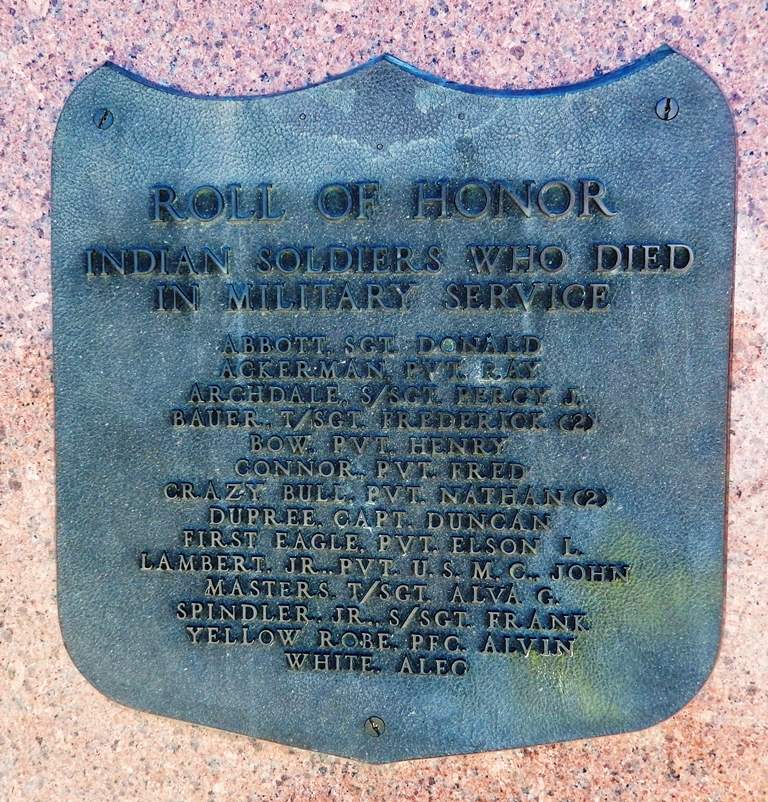 ROLL OF HONOR
INDIAN SOLDIERS WHO DIED
IN MILITARY SERVICE
ABBOTT, SGT. DONALD
ACKERMAN, PVT. RAY
ARCHDALE, S/SGT. PERCY J.
BAUER, T/SGT. FREDERICK (2)
BOW, PVT. HENRY
CONNOR, PVT. FRED
CRAZY BULL, PVT. NATHAN (2)
DUPREE, CAPT. DUNCAN
FIRST EAGLE, PVT. ELSON L.
LAMBERT, JR., PVT. U.S.M.C., JOHN
MASTERS, T/SGT. ALVA G.
SPINDLER, JR., S/SGT. FRANK
YELLOW ROBE, PFC. ALVIN
WHITE, ALEC